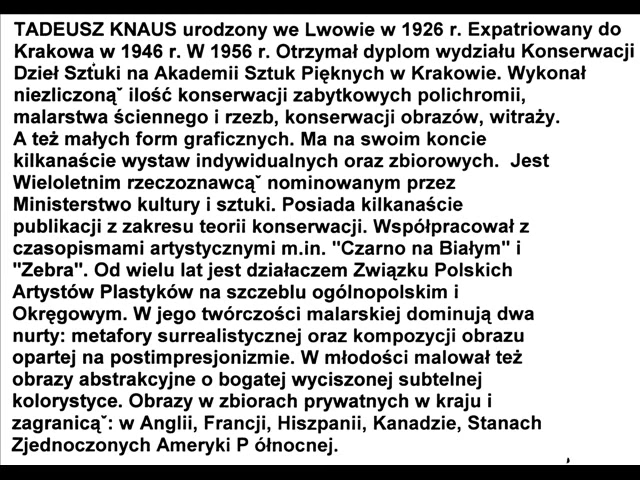 TADEUSZ KNAUS urodzony we Lwowie w 1926 r. Expatriowany do
Krakowa w 1946 r. W 1956 r. Otrzymał dyplom wydziału Konserwacji
Dzieł Sztuki na Akademii Sztuk Pięknych w Krakowie. Wykonał
niezliczonąˇ ilość konserwacji zabytkowych polichromii,
malarstwa ściennego i rzezb, konserwacji obrazów, witraży.
A też małych form graficznych. Ma na swoim koncie
kilkanaście wystaw indywidualnych oraz zbiorowych. Jest
Wieloletnim rzeczoznawcąˇ nominowanym przez
Ministerstwo kultury i sztuki. Posiada kilkanaście
publikacji z zakresu teorii konserwacji. Współpracował z
czasopismami artystycznymi m.in. "Czarno na Białym" i
"Zebra". Od wielu lat jest działaczem Związku Polskich
Artystów Plastyków na szczeblu ogólnopolskim i
Okręgowym. W jego twórczości malarskiej dominują dwa
nurty: metafory surrealistycznej oraz kompozycji obrazu
opartej na postimpresjonizmie. W młodości malował też
obrazy abstrakcyjne o bogatej wyciszonej subtelnej
kolorystyce. Obrazy w zbiorach prywatnych w kraju i
zagranicąˇ: w Anglii, Francji, Hiszpanii, Kanadzie, Stanach
Zjednoczonych Ameryki P ółnocnej.